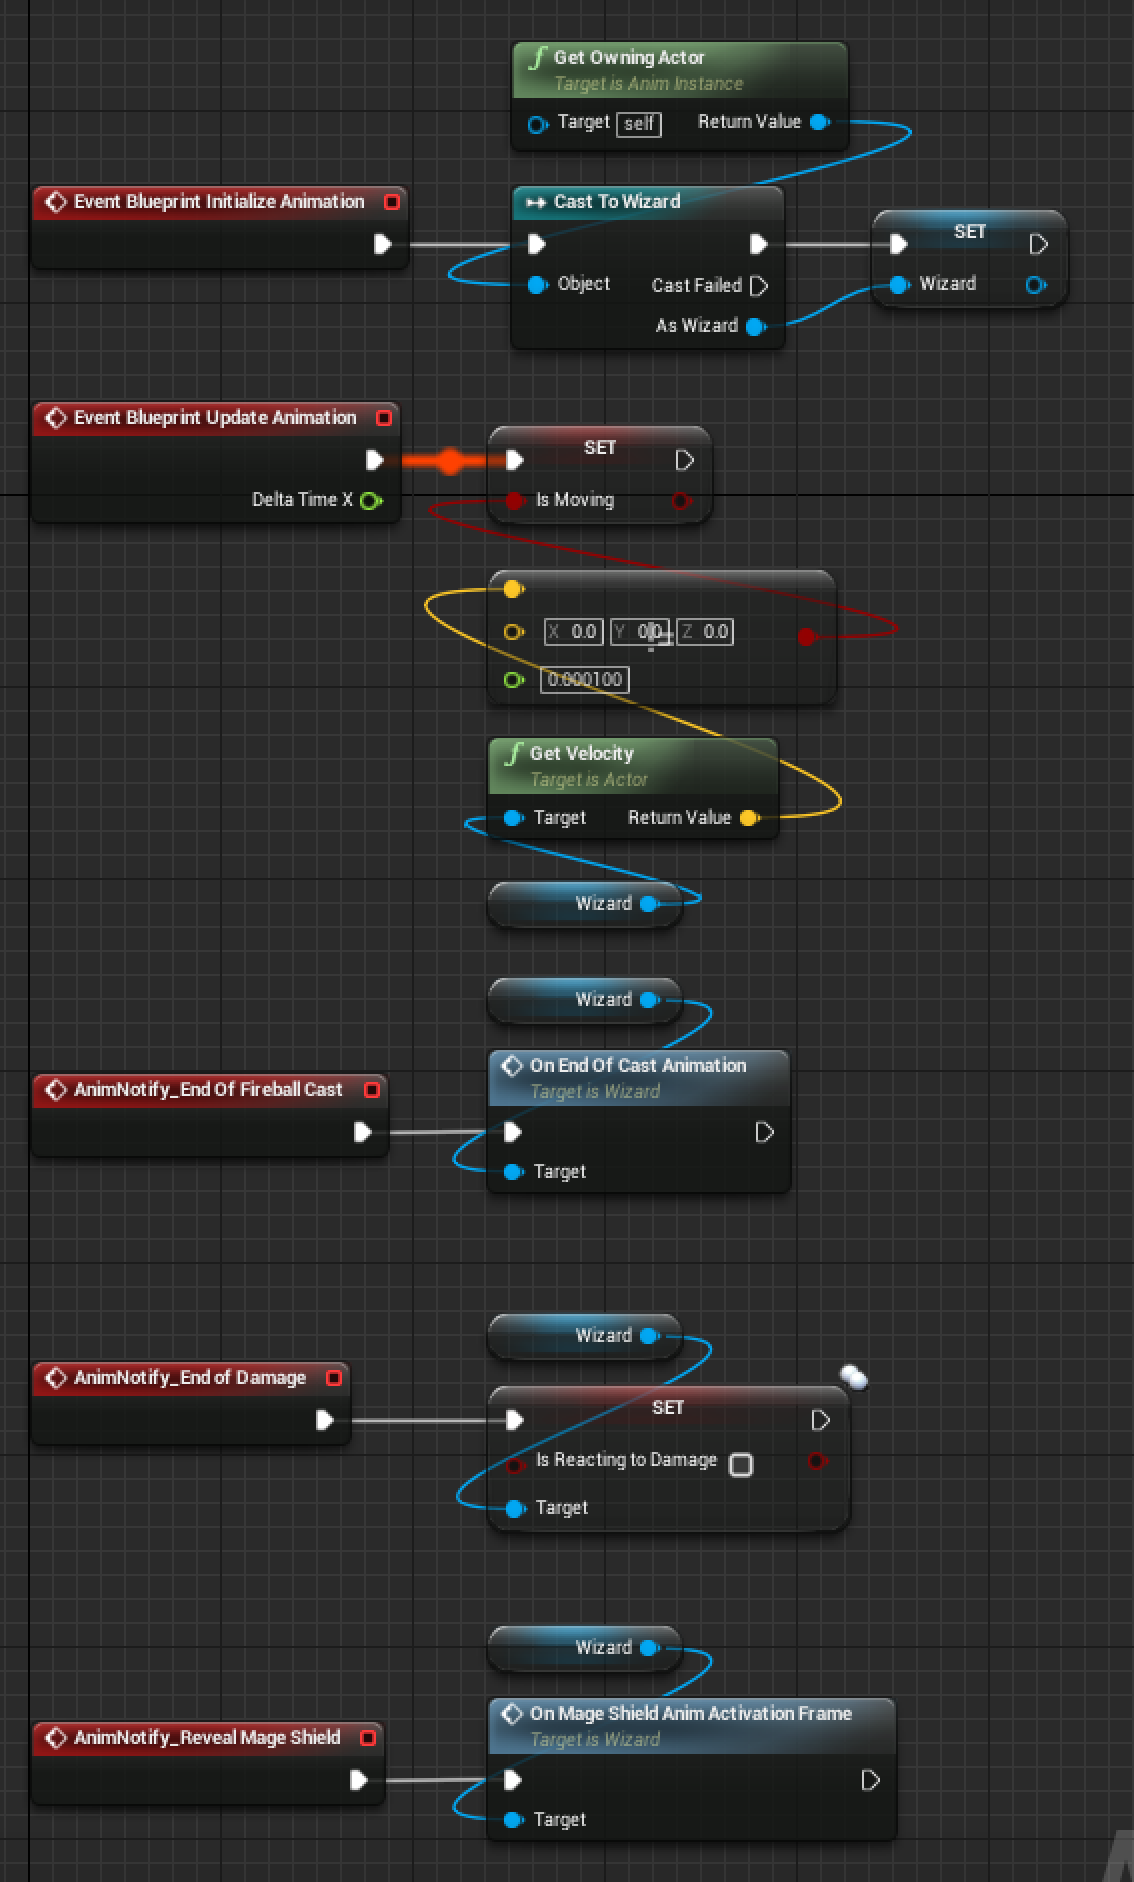 Get Owning Actor
Target is Anim Instance
Target self Return Value
Event Blueprint Initialize Animation
Cast To Wizard
Object Cast Failed
As Wizard
SET
Wizard
Event Blueprint Update Animation
Delta Time X
SET
Is Moving
X 0.0 Y 0.0 Z 0.0
0.000100
Get Velocity
Target is Actor
Target Return Value
Wizard
Wizard
AnimNotify_End Of Fireball Cast
On End Of Cast Animation
Target is Wizard
Target
Wizard
AnimNotify_End of Damage
SET
Is Reacting to Damage
Target
Wizard
AnimNotify_Reveal Mage Shield
On Mage Shield Anim Activation Frame
Target is Wizard
Target